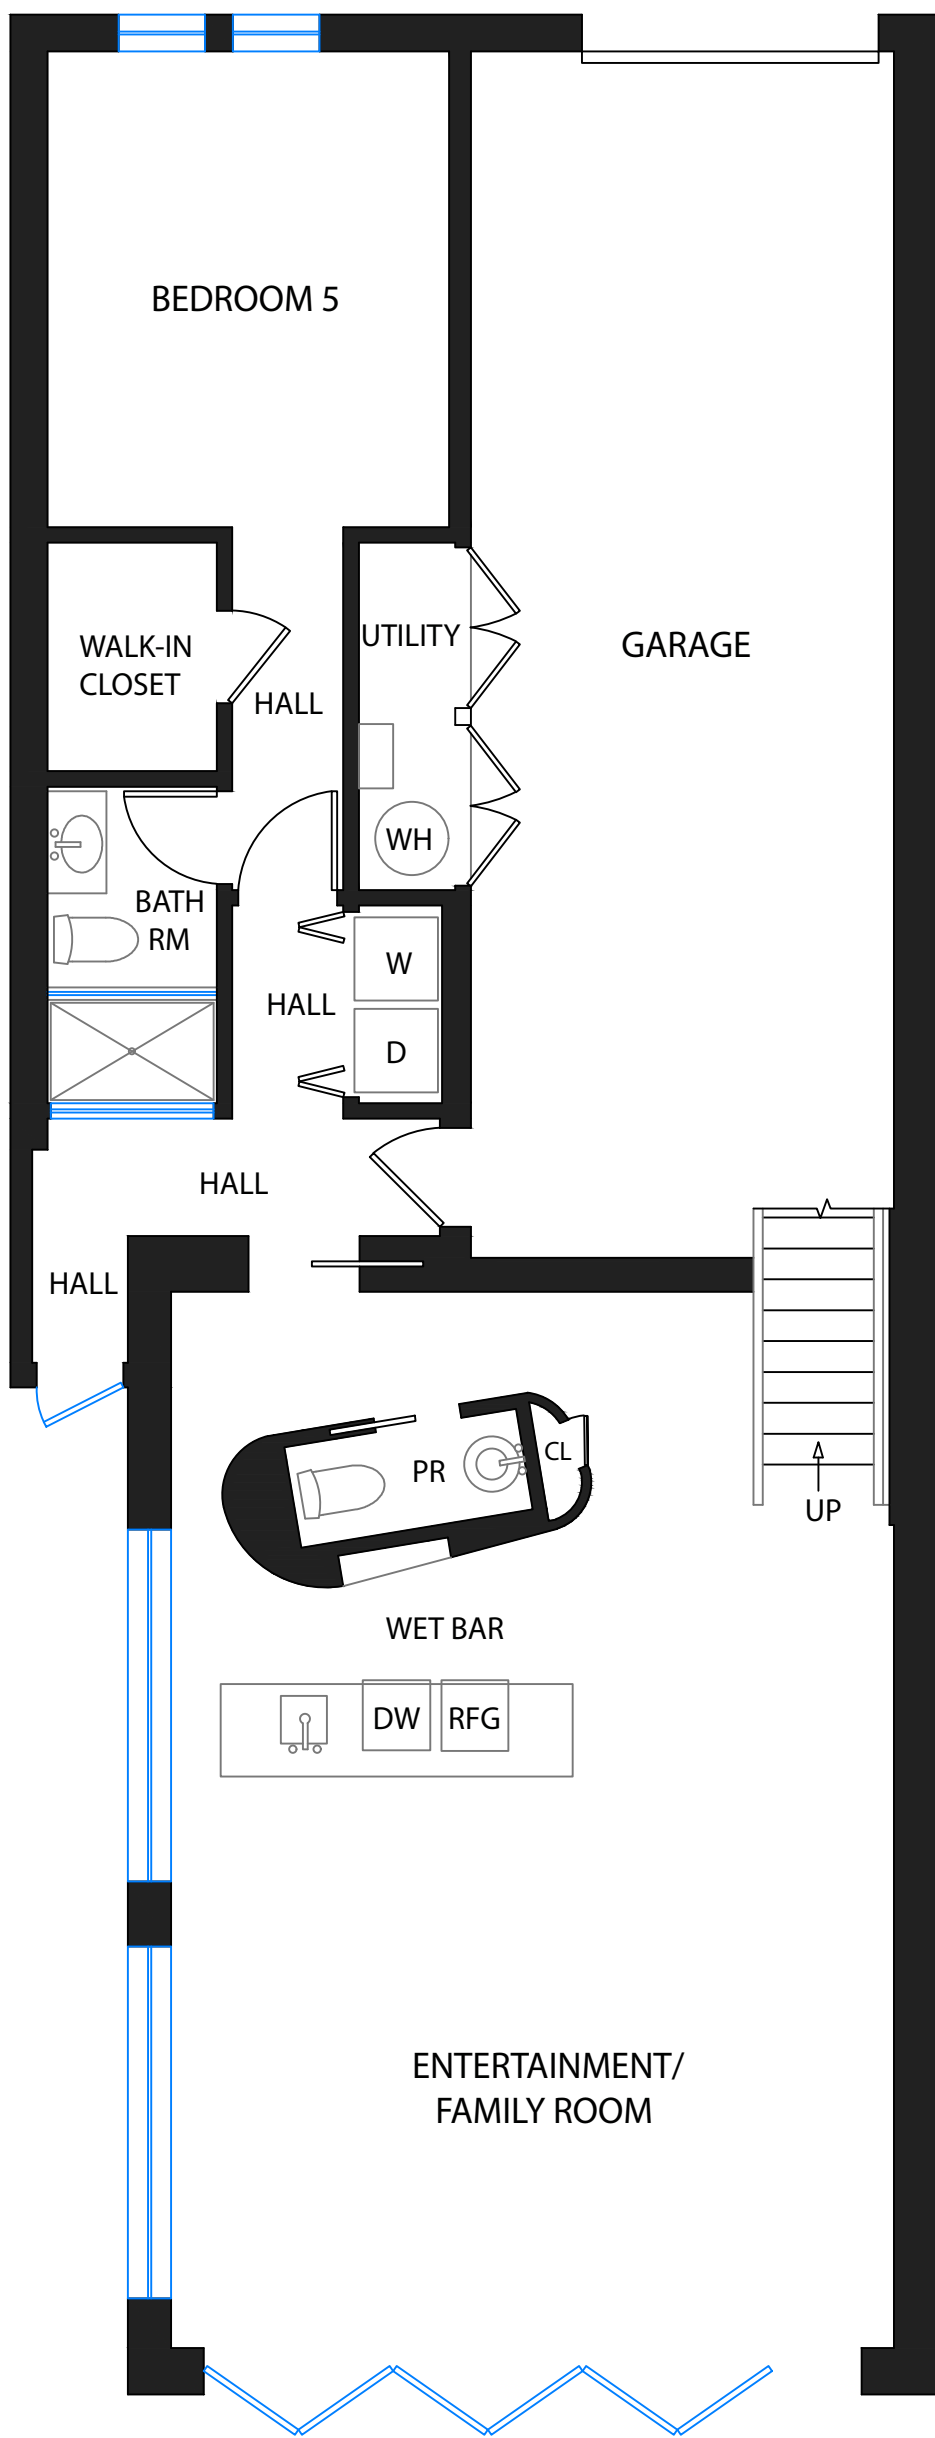 BEDROOM 5
UTILITY
GARAGE
WALK-IN
CLOSET
HALL
WH
BATH
RM
W
HALL
D
HALL
HALL
CL
PR
UP
WET BAR
DW
RFG
ENTERTAINMENT/
FAMILY ROOM